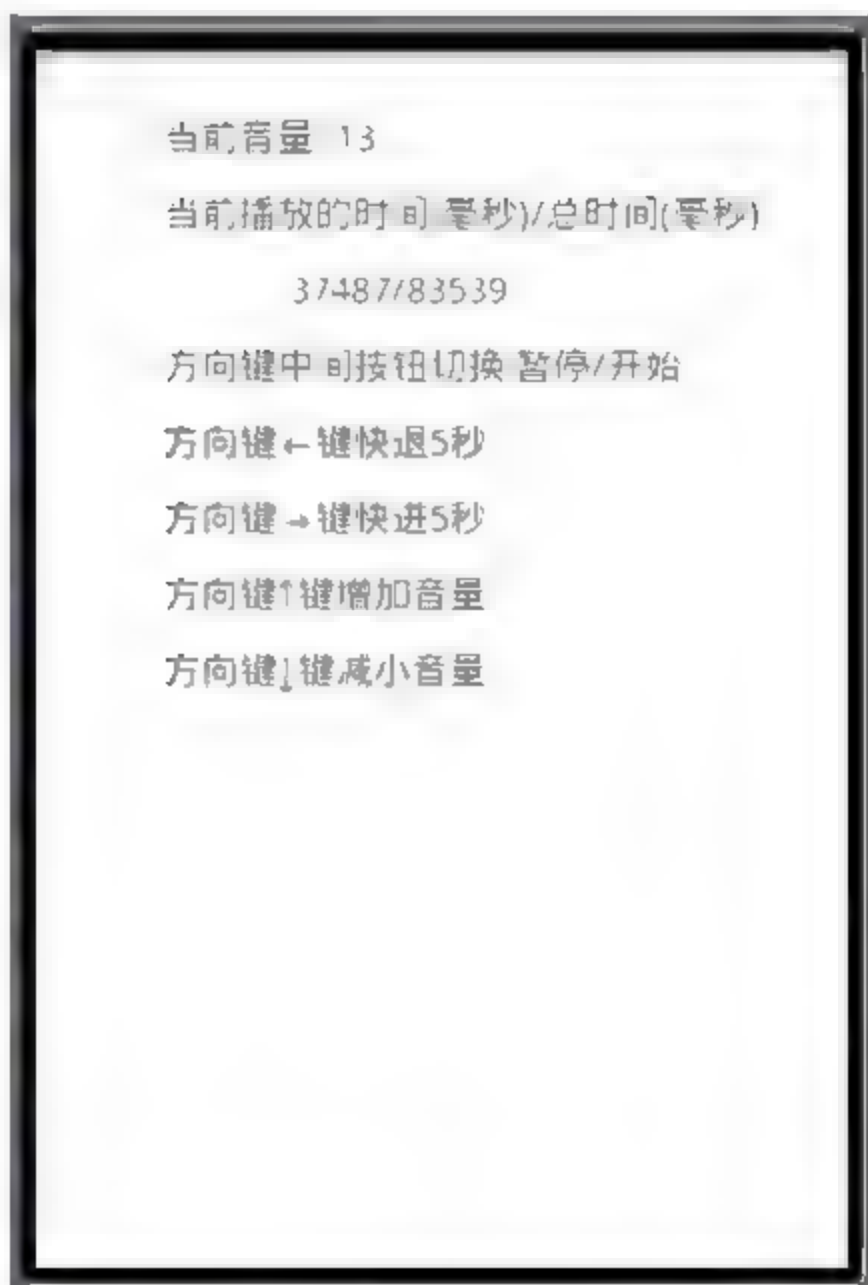 当前音量 13
当前播放的时间(毫秒)/总时间(毫秒)
37487/83539
方向键中间按钮切换 暂停/开始
方向键←键快退5秒
方向键→键快进5秒
方向键↑键增加音量
方向键↓键减小音量